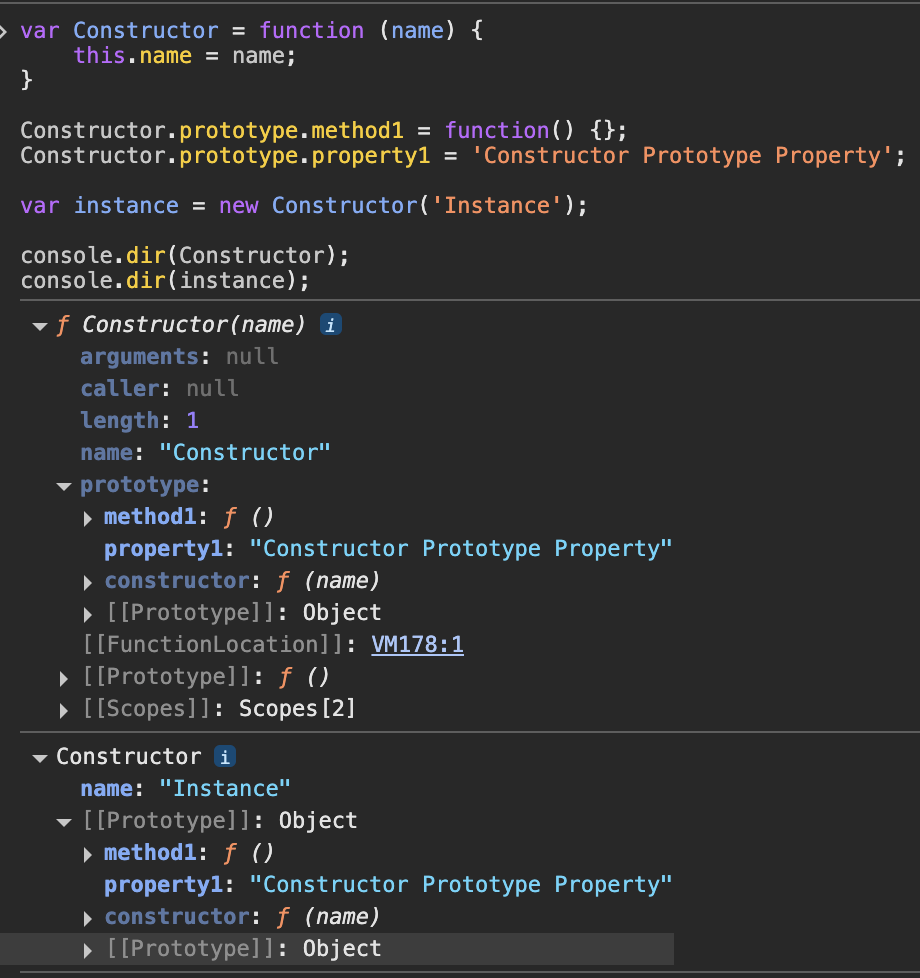 var Constructor = function (name) {
    this.name = name;
}
Constructor.prototype.method1 = function() {};
Constructor.prototype.property1 = 'Constructor Prototype Property';
var instance = new Constructor('Instance');
console.dir(Constructor);
console.dir(instance);
ƒ Constructor(name) i
arguments: null
caller: null
length: 1
name: "Constructor"
prototype:
method1: ƒ ()
property1: "Constructor Prototype Property"
constructor: ƒ (name)
[[Prototype]]: Object
[[FunctionLocation]]: VM178:1
[[Prototype]]: ƒ ()
[[Scopes]]: Scopes[2]
Constructor i
name: "Instance"
[[Prototype]]: Object
method1: ƒ ()
property1: "Constructor Prototype Property"
constructor: ƒ (name)
[[Prototype]]: Object